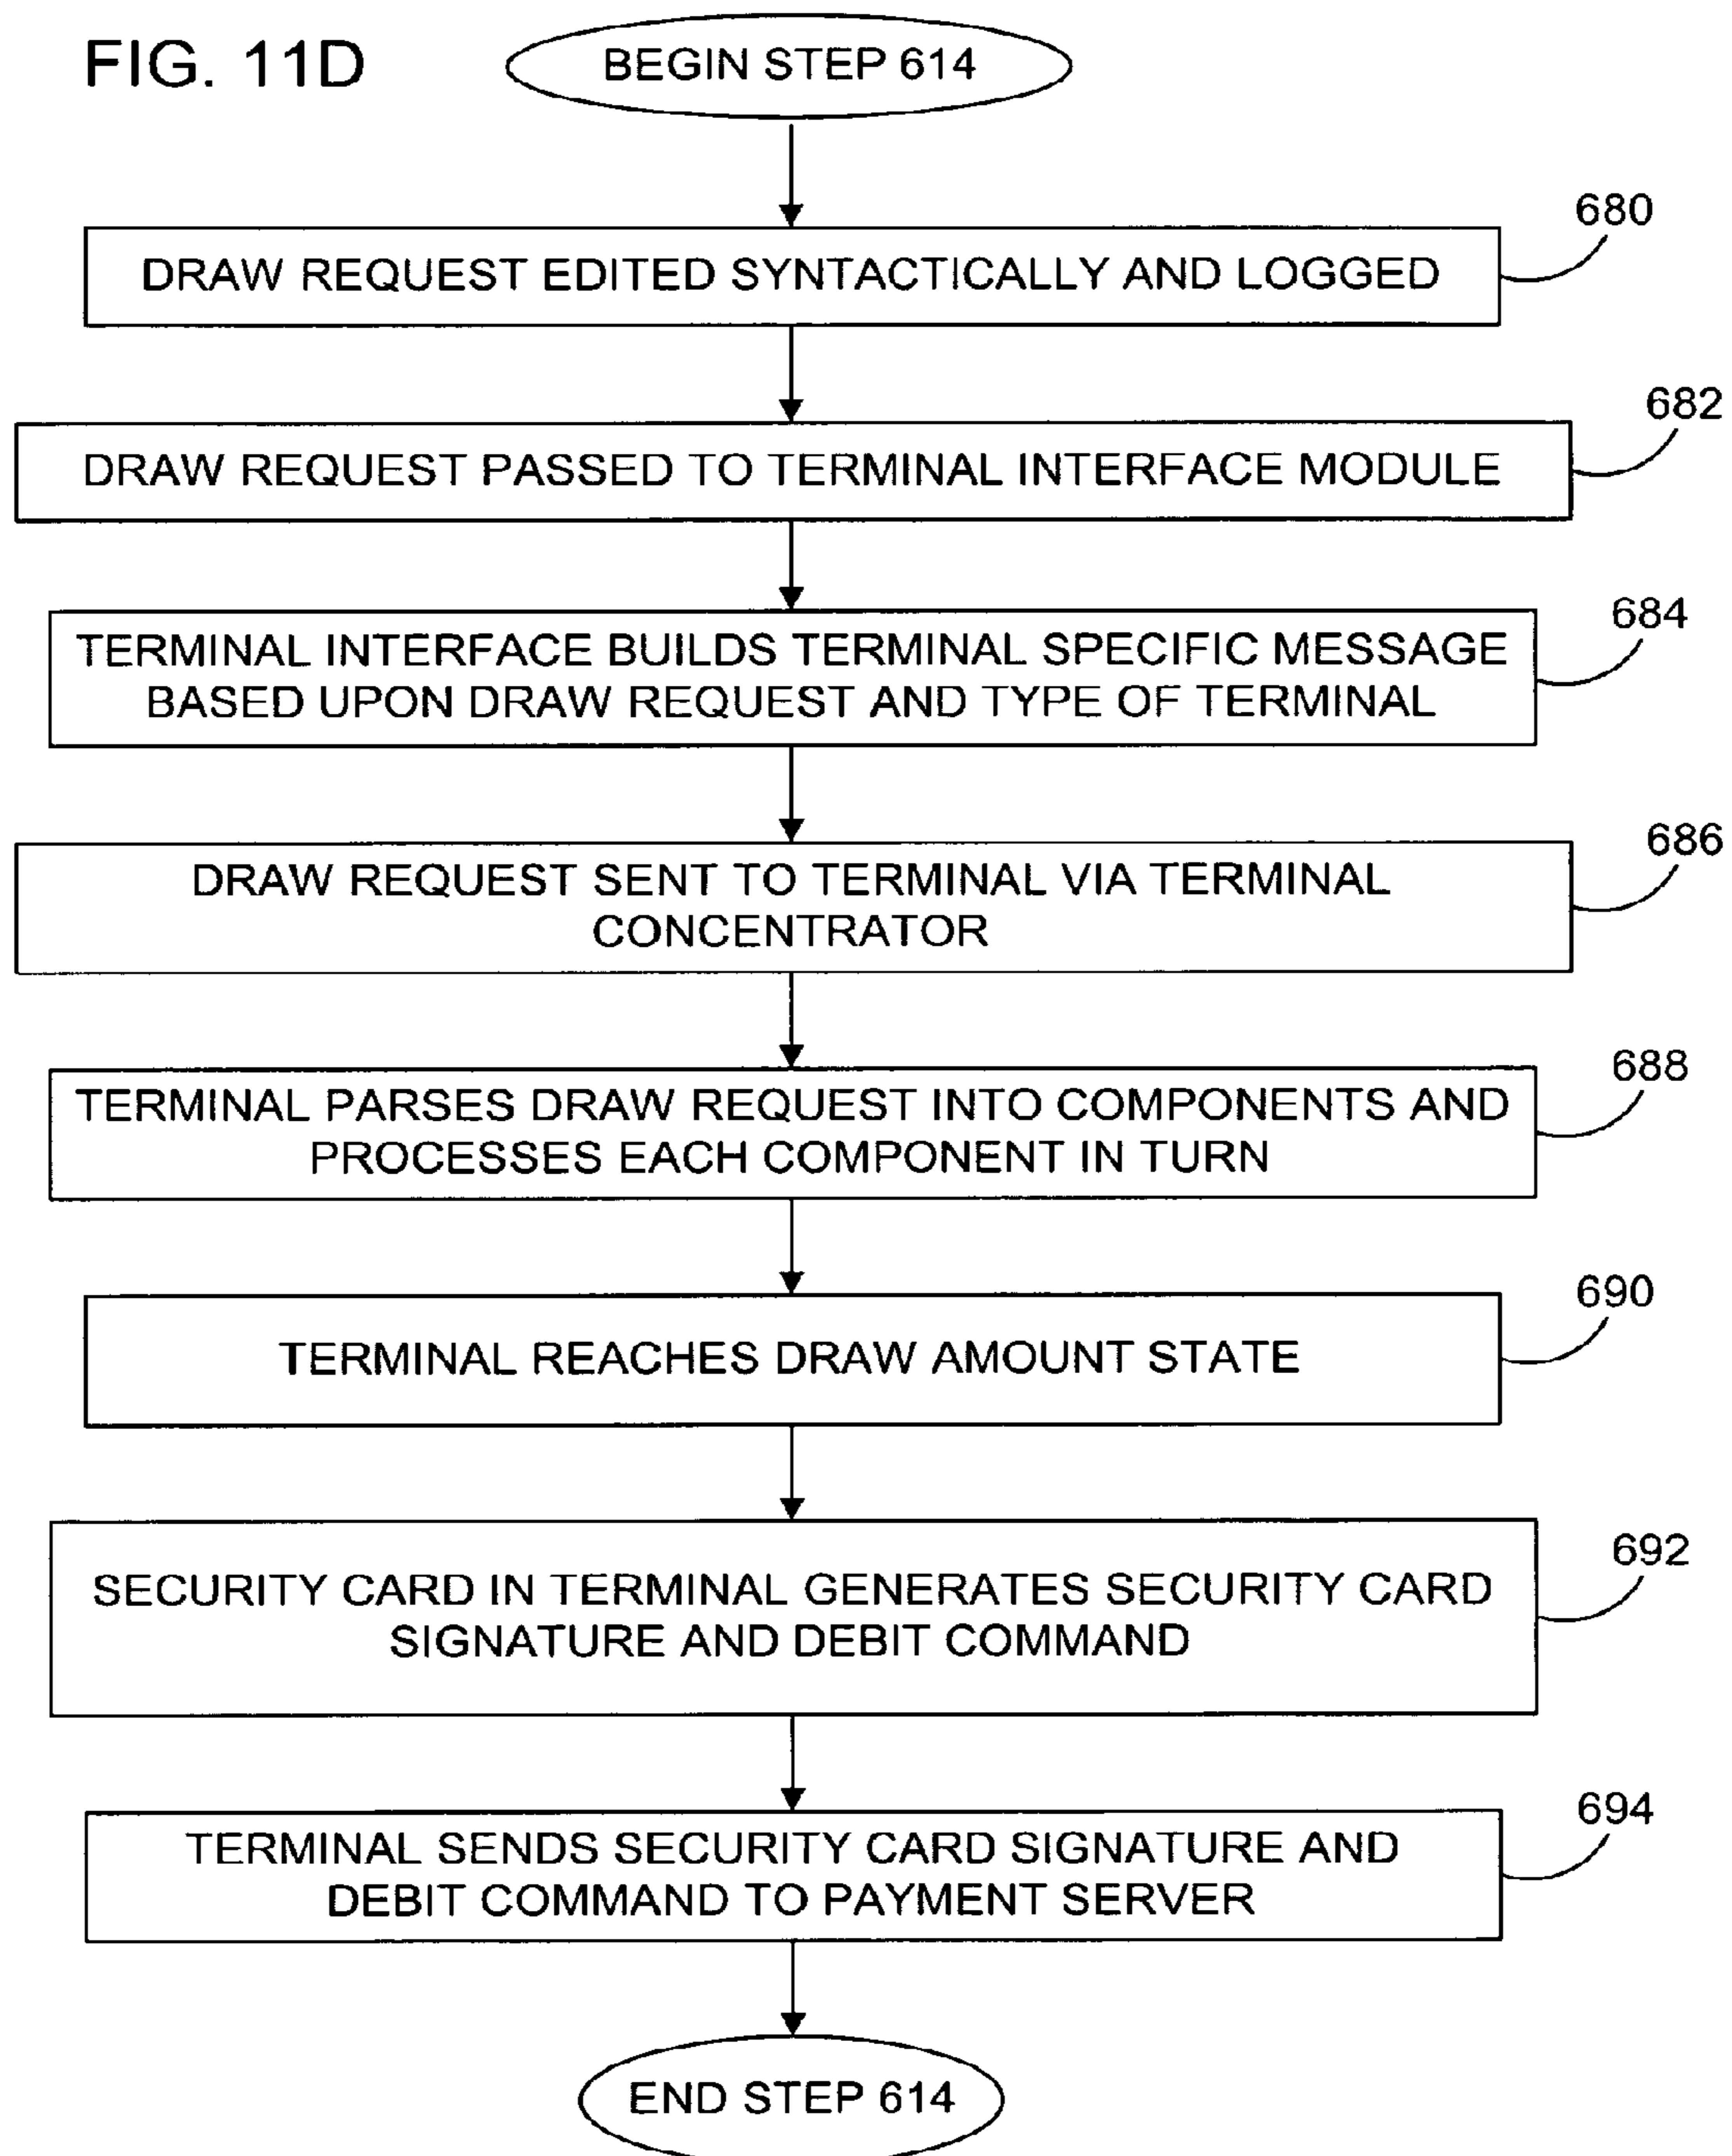 FIG. 11D
BEGIN STEP 614
680
DRAW REQUEST EDITED SYNTACTICALLY AND LOGGED
682
DRAW REQUEST PASSED TO TERMINAL INTERFACE MODULE
684
TERMINAL INTERFACE BUILDS TERMINAL SPECIFIC MESSAGE
BASED UPON DRAW REQUEST AND TYPE OF TERMINAL
686
DRAW REQUEST SENT TO TERMINAL VIA TERMINAL
CONCENTRATOR
688
TERMINAL PARSES DRAW REQUEST INTO COMPONENTS AND
PROCESSES EACH COMPONENT IN TURN
690
TERMINAL REACHES DRAW AMOUNT STATE
692
SECURITY CARD IN TERMINAL GENERATES SECURITY CARD
SIGNATURE AND DEBIT COMMAND
694
TERMINAL SENDS SECURITY CARD SIGNATURE AND
DEBIT COMMAND TO PAYMENT SERVER
END STEP 614